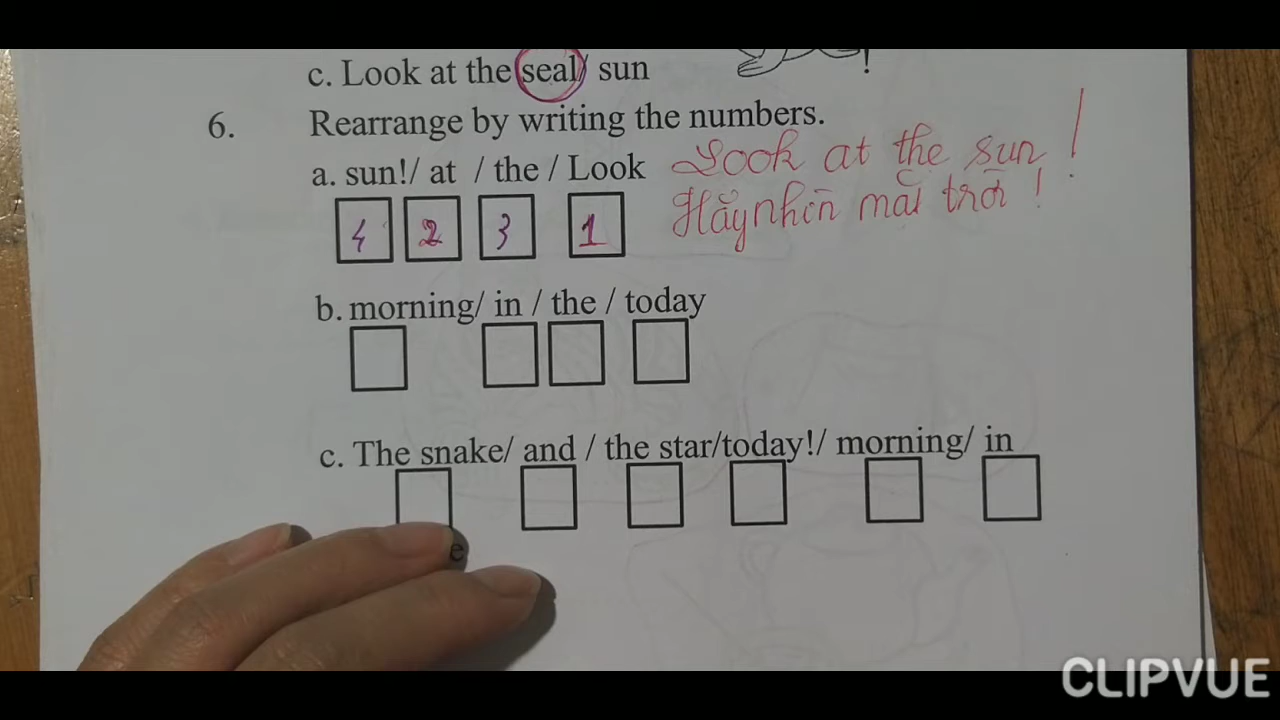 c. Look at the seal/ sun
!
6. Rearrange by writing the numbers.
a. sun!/ at / the / Look
Look at the sun!
4 2 3 1
Hãy nhìn mặt trời!
b. morning/ in / the / today
c. The snake/ and / the star/today!/ morning/ in
e
CLIPVUE